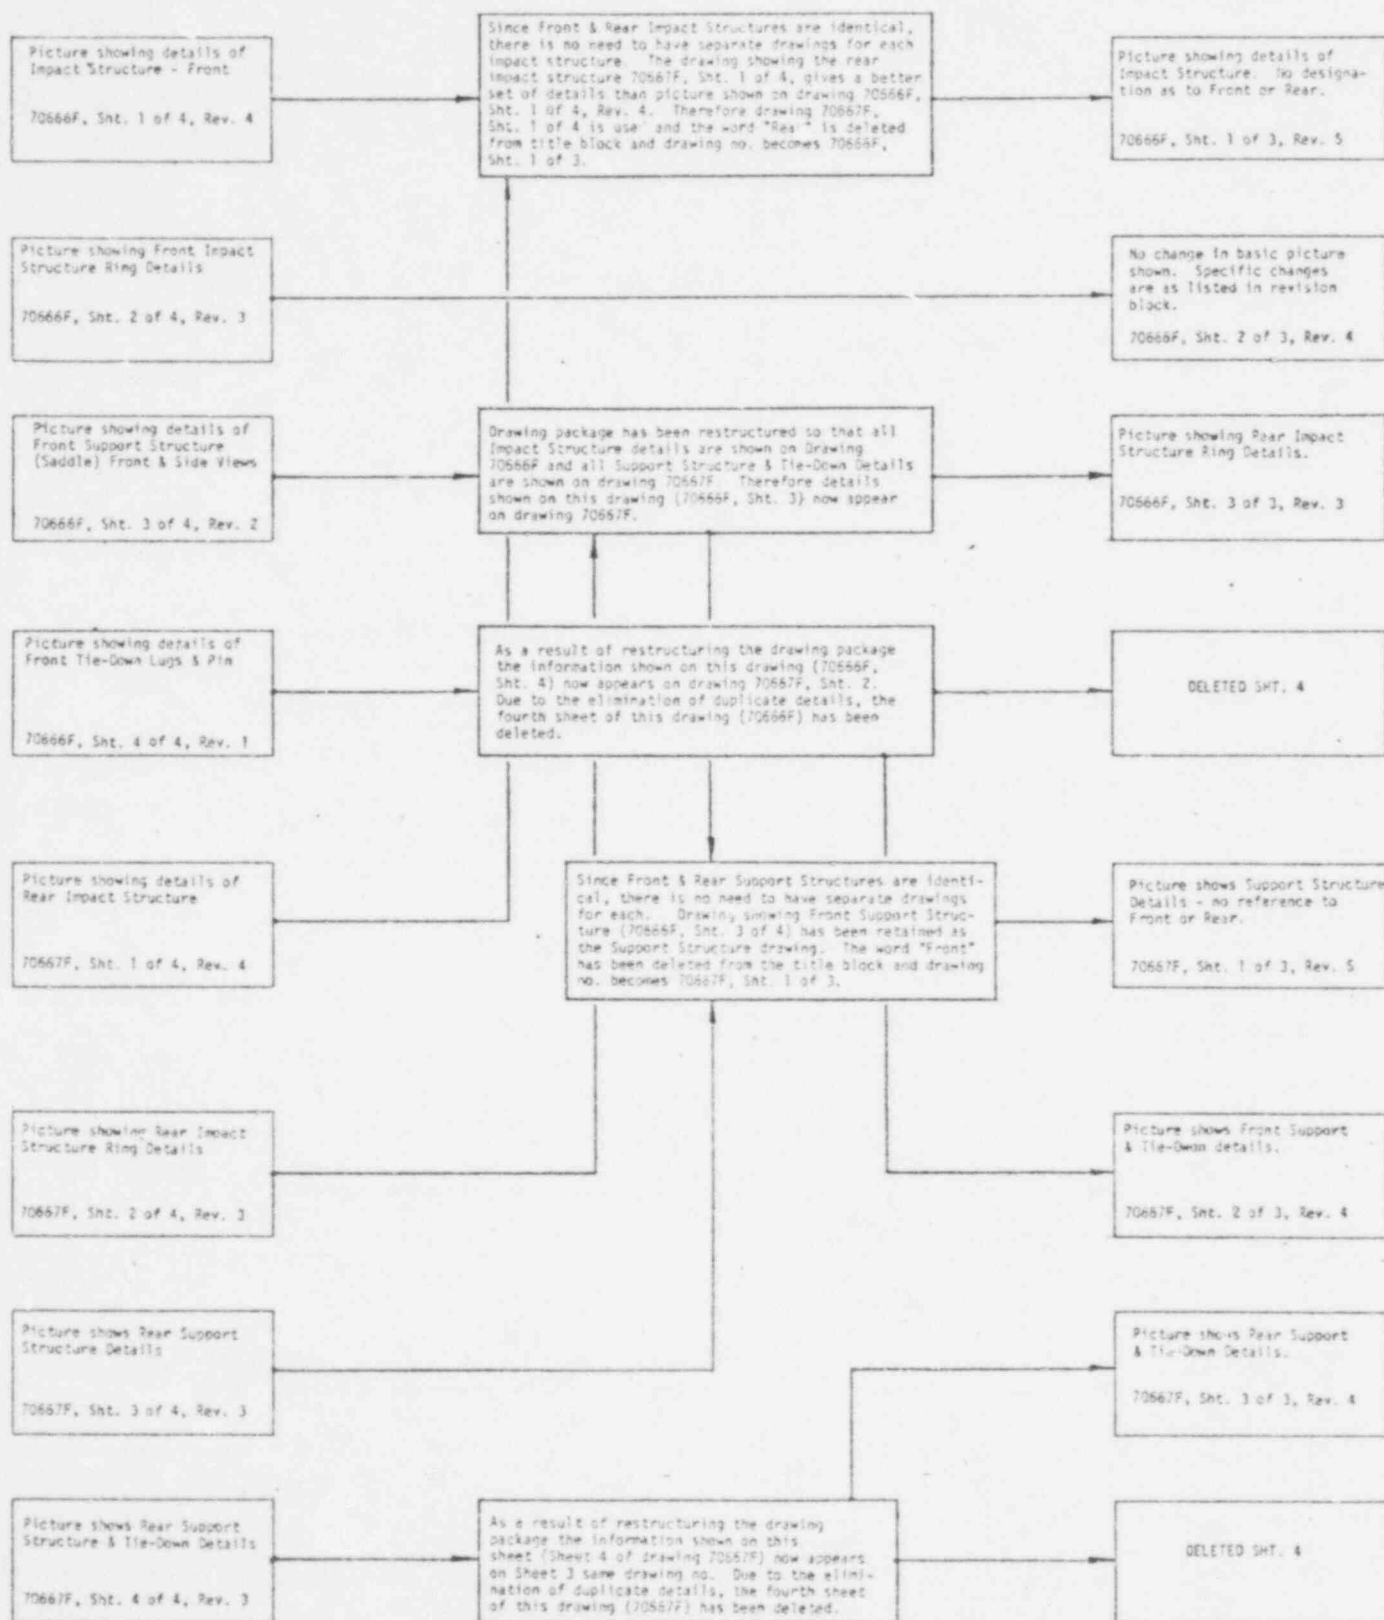 Picture showing details of
Impact Structure - Front
70666F, Sht. 1 of 4, Rev. 4
Since Front & Rear Impact Structures are identical,
there is no need to have separate drawings for each
impact structure. The drawing showing the rear
impact structure 70667F, Sht. 1 of 4, gives a better
set of details than picture shown on drawing 70666F,
Sht. 1 of 4, Rev. 4. Therefore drawing 70667F,
Sht. 1 of 4 is use and the word "Rear" is deleted
from title block and drawing no. becomes 70666F,
Sht. 1 of 3.
Picture showing details of
Impact Structure. No designa-
tion as to Front or Rear.
70666F, Sht. 1 of 3, Rev. 5
Picture showing Front Impact
Structure Ring Details
70666F, Sht. 2 of 4, Rev. 3
No change in basic picture
shown. Specific changes
are as listed in revision
block.
70666F, Sht. 2 of 3, Rev. 4
Picture showing details of
Front Support Structure
(Saddle) Front & Side Views
70666F, Sht. 3 of 4, Rev. 2
Drawing package has been restructured so that all
Impact Structure details are shown on Drawing
70666F and all Support Structure & Tie-Down Details
are shown on drawing 70667F. Therefore details
shown on this drawing (70666F, Sht. 3) now appear
on drawing 70667F.
Picture showing Rear Impact
Structure Ring Details.
70666F, Sht. 3 of 3, Rev. 3
Picture showing details of
Front Tie-Down Lugs & Pin
70666F, Sht. 4 of 4, Rev. 1
As a result of restructuring the drawing package
the information shown on this drawing (70666F,
Sht. 4) now appears on drawing 70667F, Sht. 2.
Due to the elimination of duplicate details, the
fourth sheet of this drawing (70666F) has been
deleted.
DELETED SHT. 4
Picture showing details of
Rear Impact Structure
70667F, Sht. 1 of 4, Rev. 4
Since Front & Rear Support Structures are identi-
cal, there is no need to have separate drawings
for each. Drawing showing Front Support Struc-
ture (70666F, Sht. 3 of 4) has been retained as
the Support Structure drawing. The word "Front"
has been deleted from the title block and drawing
no. becomes 70667F, Sht. 1 of 3.
Picture shows Support Structure
Details - no reference to
Front or Rear.
70667F, Sht. 1 of 3, Rev. 5
Picture showing Rear Impact
Structure Ring Details
70667F, Sht. 2 of 4, Rev. 3
Picture shows Front Support
& Tie-Dwon details.
70667F, Sht. 2 of 3, Rev. 4
Picture shows Rear Support
Structure Details
70667F, Sht. 3 of 4, Rev. 3
Picture shows Rear Support
& Tie-Down Details.
70667F, Sht. 3 of 3, Rev. 4
Picture shows Rear Support
Structure & Tie-Down Details
70667F, Sht. 4 of 4, Rev. 3
As a result of restructuring the drawing
package the information shown on this
sheet (Sheet 4 of drawing 70667F) now appears
on Sheet 3 same drawing no. Due to the elimi-
nation of duplicate details, the fourth sheet
of this drawing (70667F) has been deleted.
DELETED SHT. 4